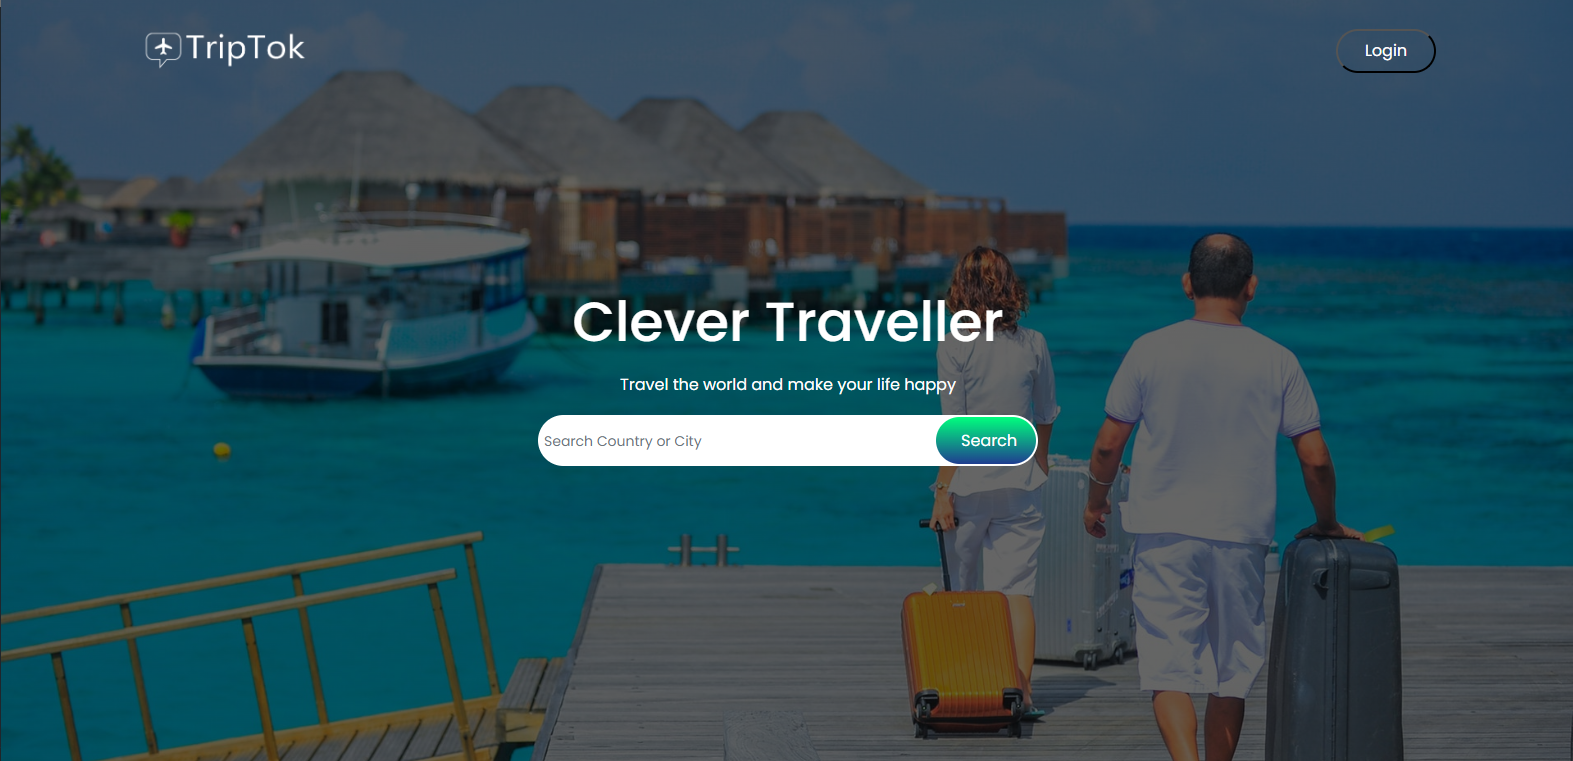 TripTok
Login
Clever Traveller
Travel the world and make your life happy
Search Country or City
Search